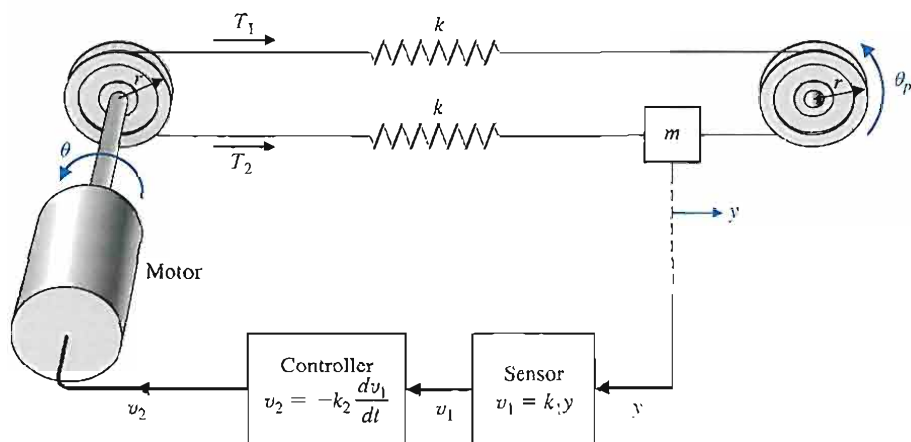 T₁
k
r
r
θₚ
k
m
θ
T₂
y
Motor
Controller
v₂ = −k₂ dv₁/dt
Sensor
v₁ = k₁y
v₂
v₁
y